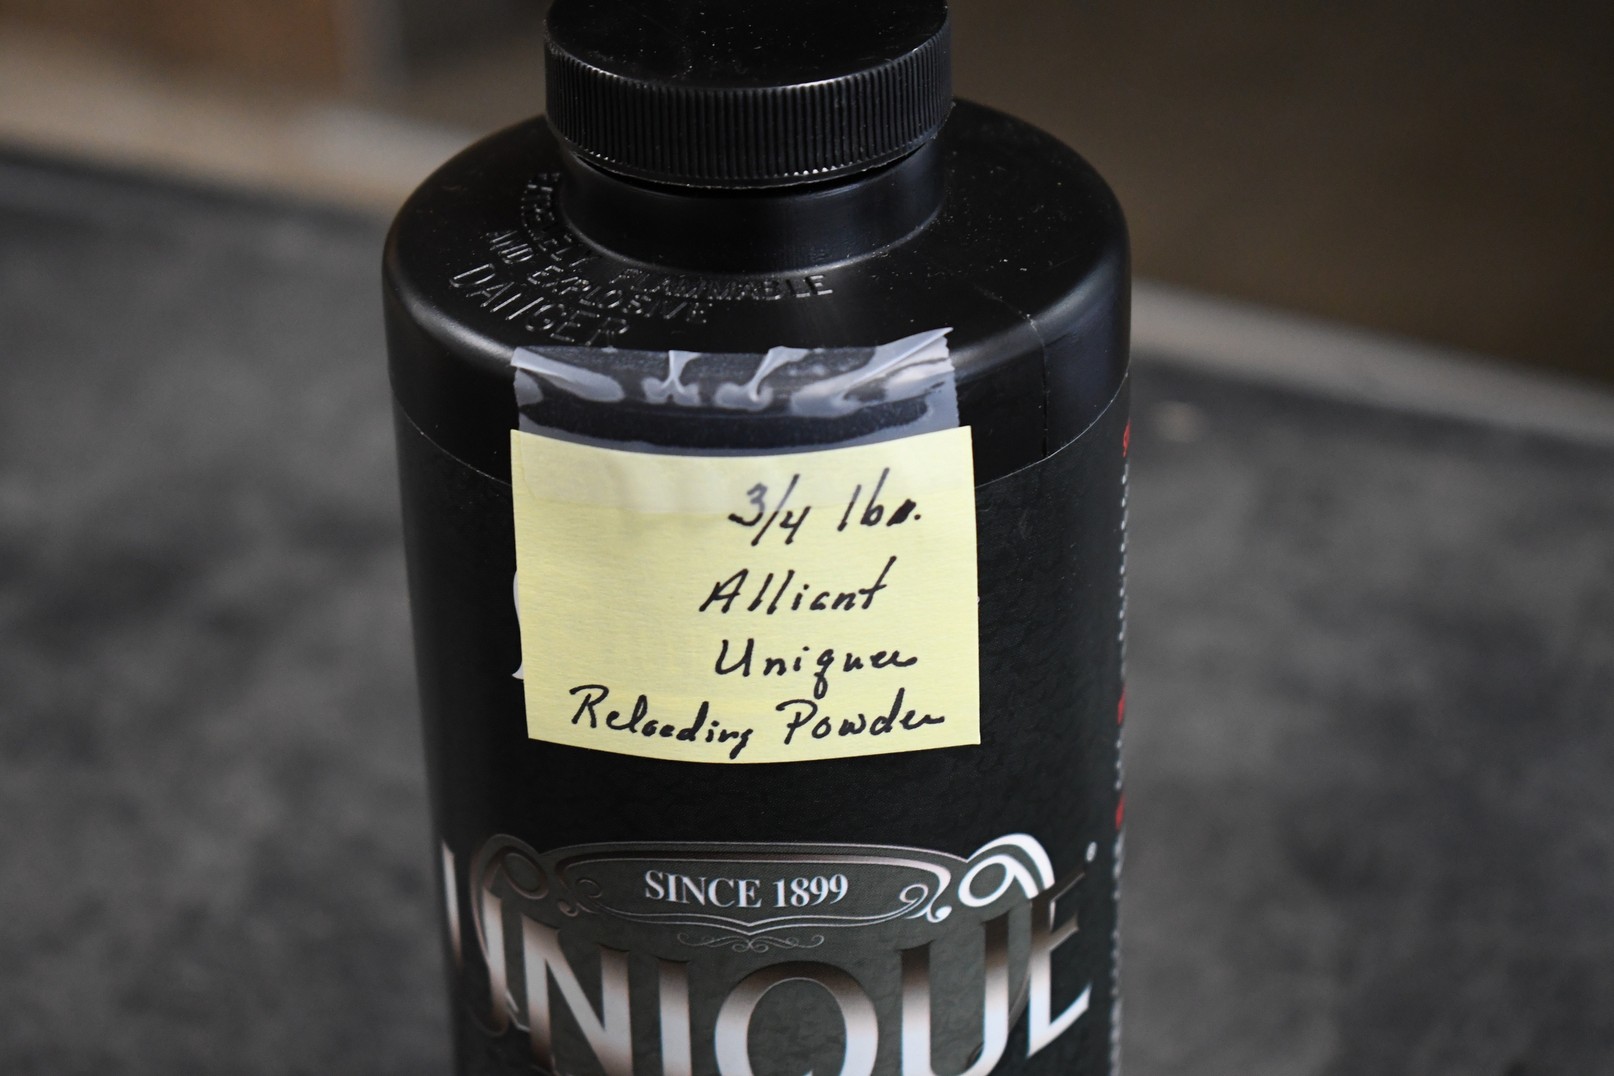 EXTREMELY FLAMMABLE
AND EXPLOSIVE
DANGER
3/4 lbs.
Alliant
Unique
Reloading Powder
SINCE 1899
UNIQUE